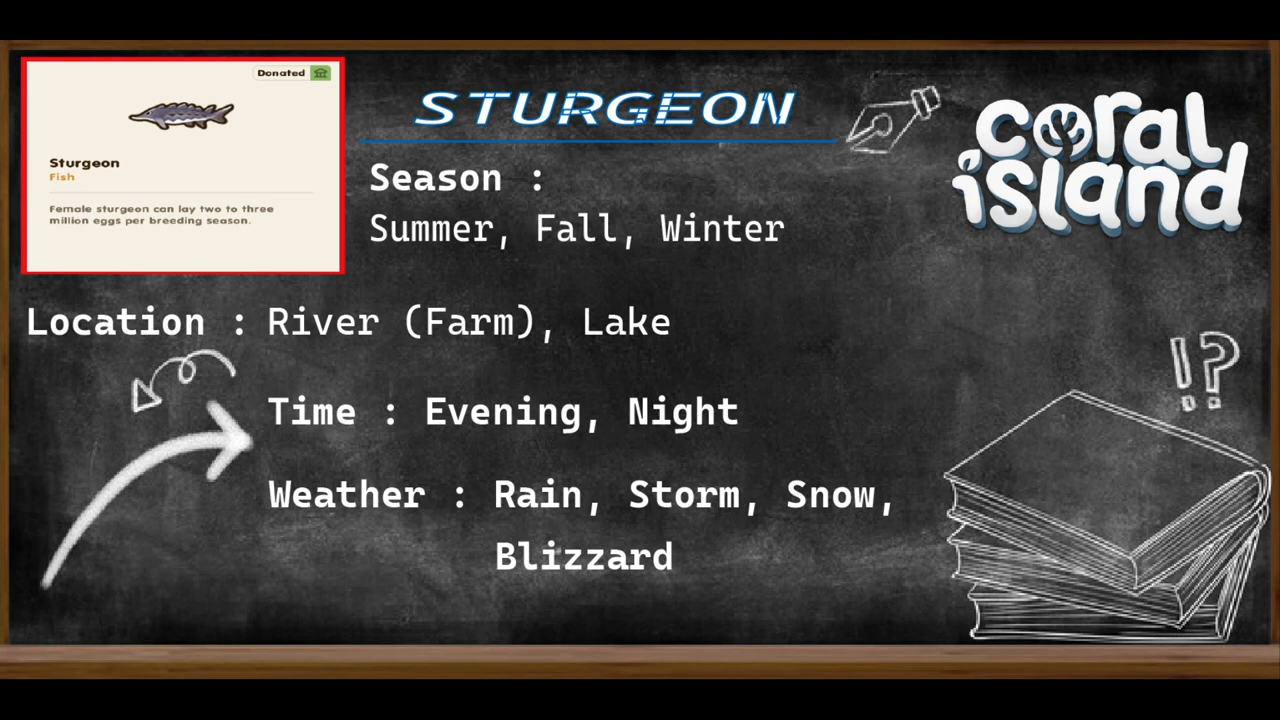 Donated
Sturgeon
Fish
Female sturgeon can lay two to three
million eggs per breeding season.
STURGEON
coral
island
Season :
Summer, Fall, Winter
Location : River (Farm), Lake
!?
Time : Evening, Night
Weather : Rain, Storm, Snow,
Blizzard